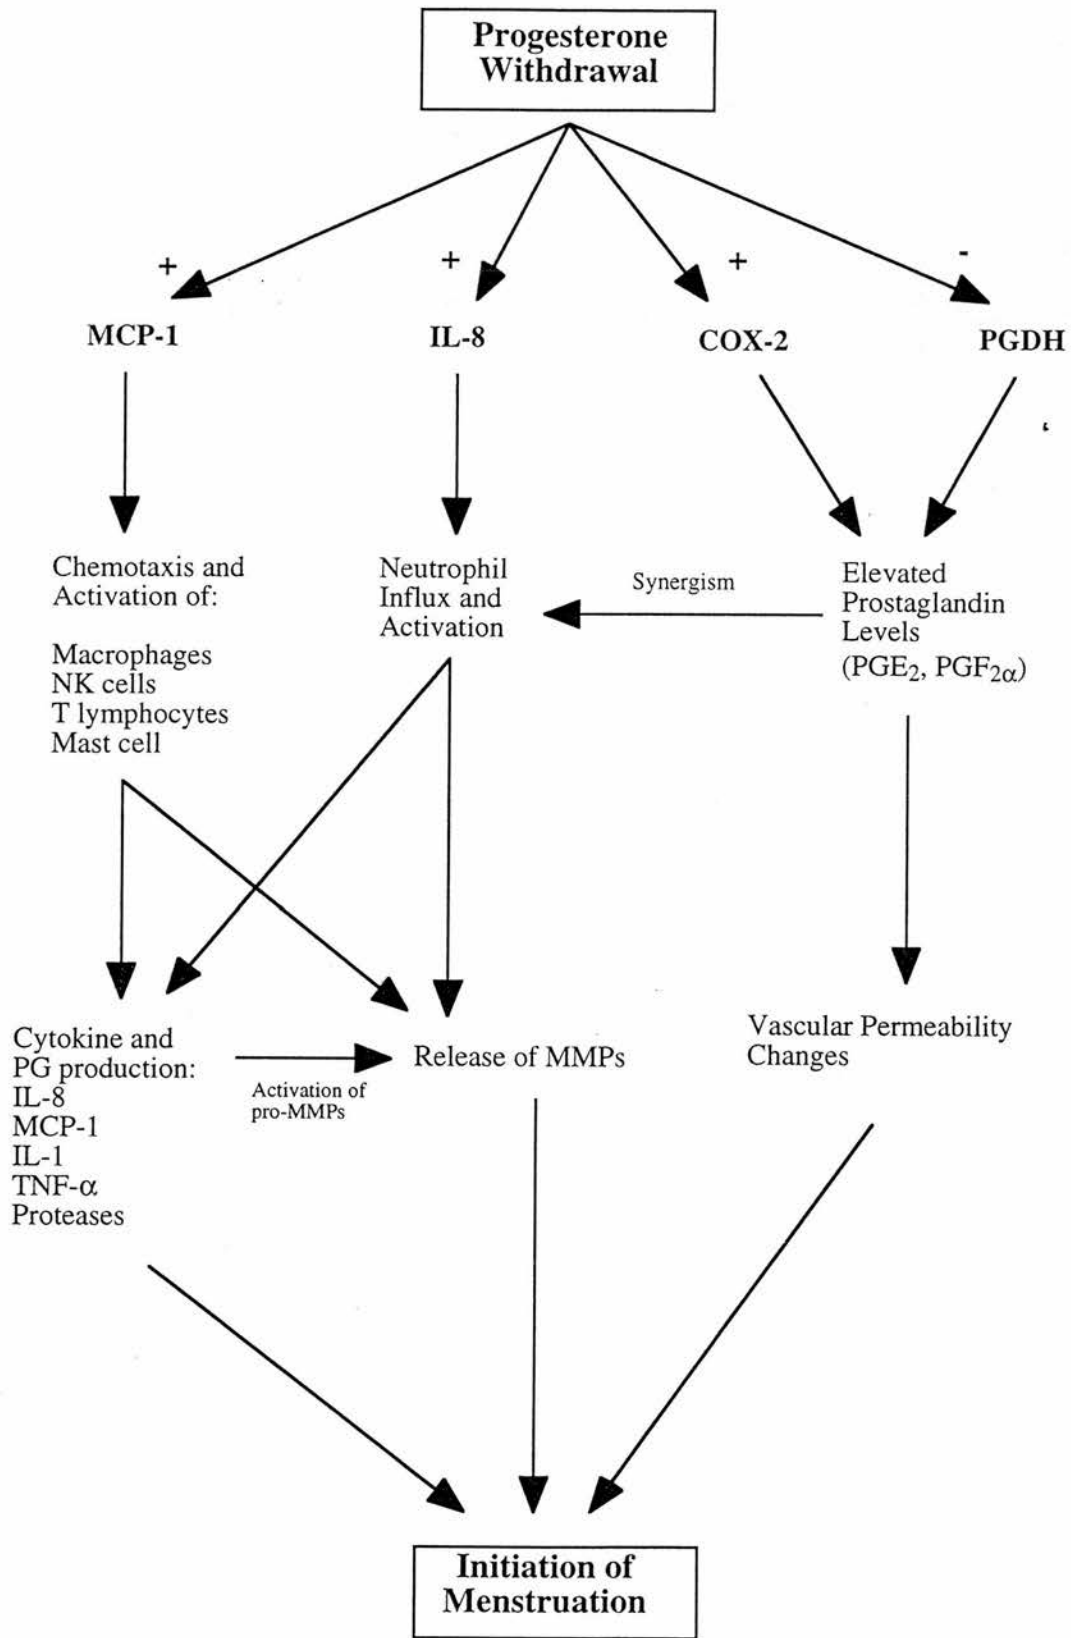 Progesterone
Withdrawal
+
+
+
-
MCP-1
IL-8
COX-2
PGDH
Chemotaxis and
Activation of:
Macrophages
NK cells
T lymphocytes
Mast cell
Neutrophil
Influx and
Activation
Synergism
Elevated
Prostaglandin
Levels
(PGE₂, PGF₂α)
Cytokine and
PG production:
IL-8
MCP-1
IL-1
TNF-α
Proteases
Activation of
pro-MMPs
Release of MMPs
Vascular Permeability
Changes
Initiation of
Menstruation